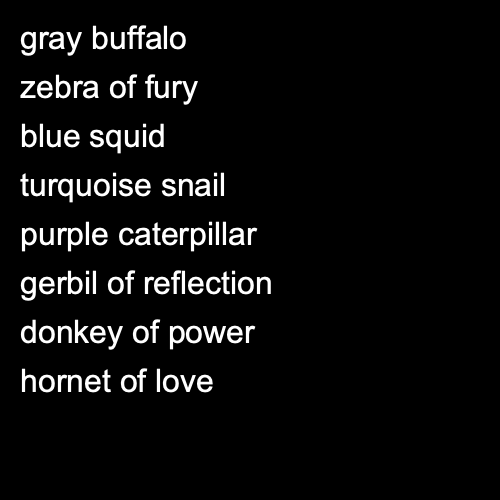 gray buffalo
zebra of fury
blue squid
turquoise snail
purple caterpillar
gerbil of reflection
donkey of power
hornet of love